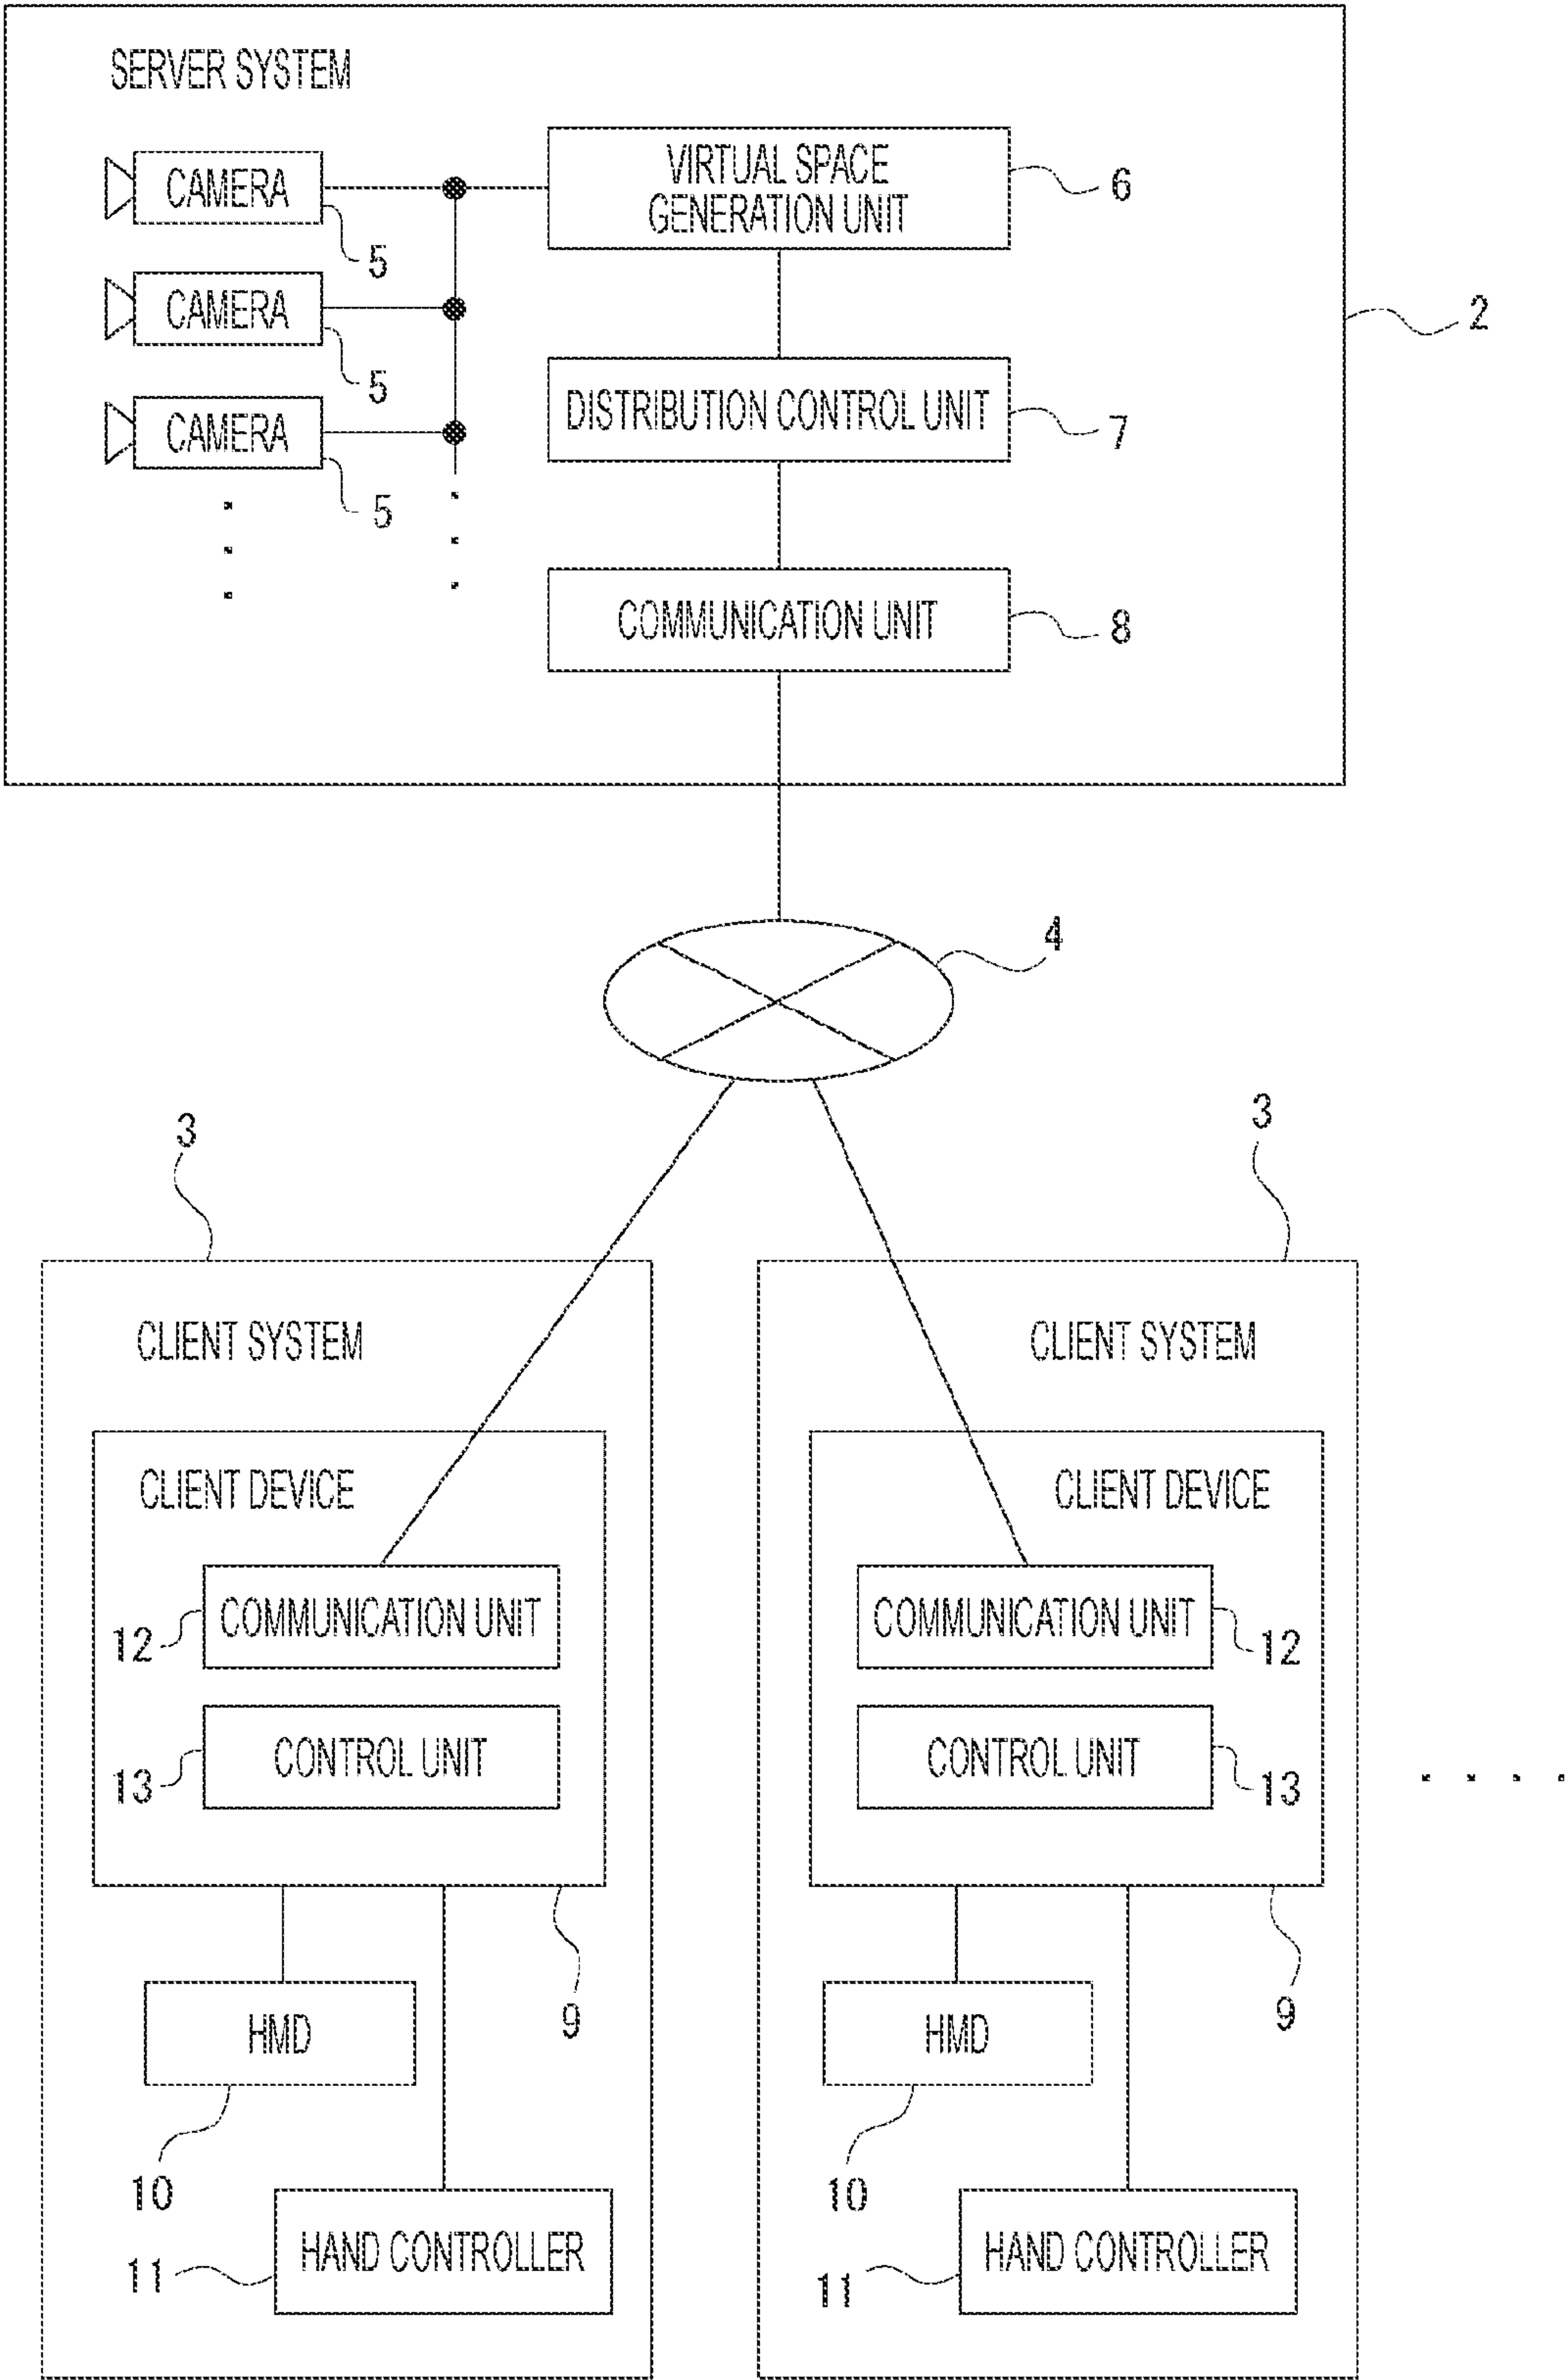 SERVER SYSTEM
CAMERA
5
CAMERA
5
CAMERA
5
VIRTUAL SPACE
GENERATION UNIT
6
DISTRIBUTION CONTROL UNIT
7
COMMUNICATION UNIT
8
2
4
3
CLIENT SYSTEM
CLIENT DEVICE
COMMUNICATION UNIT
12
CONTROL UNIT
13
9
HMD
10
HAND CONTROLLER
11
3
CLIENT SYSTEM
CLIENT DEVICE
COMMUNICATION UNIT
12
CONTROL UNIT
13
9
HMD
10
HAND CONTROLLER
11